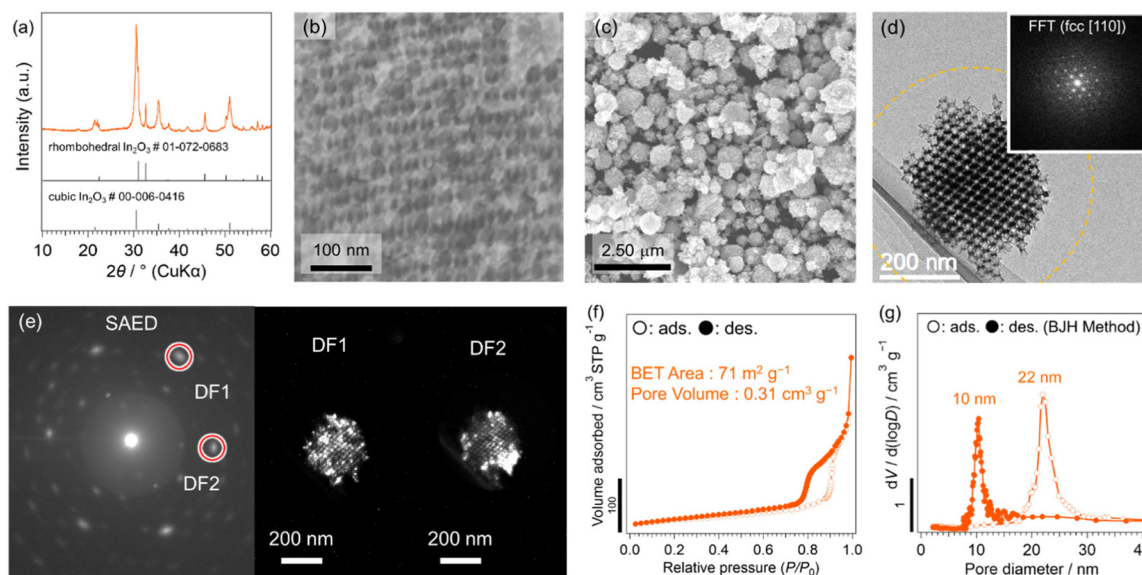 (a)
Intensity (a.u.)
rhombohedral In₂O₃ # 01-072-0683
cubic In₂O₃ # 00-006-0416
10 20 30 40 50 60
2θ / ° (CuKα)
(b)
100 nm
(c)
2.50 μm
(d)
FFT (fcc [110])
200 nm
(e)
SAED
DF1
DF2
DF1
200 nm
DF2
200 nm
(f)
○: ads. ●: des.
BET Area : 71 m² g⁻¹
Pore Volume : 0.31 cm³ g⁻¹
Volume adsorbed / cm³ STP g⁻¹
100
0.0 0.2 0.4 0.6 0.8 1.0
Relative pressure (P/P₀)
(g)
○: ads. ●: des. (BJH Method)
10 nm
22 nm
dV / d(logD) / cm³ g⁻¹
1
0 10 20 30 40
Pore diameter / nm